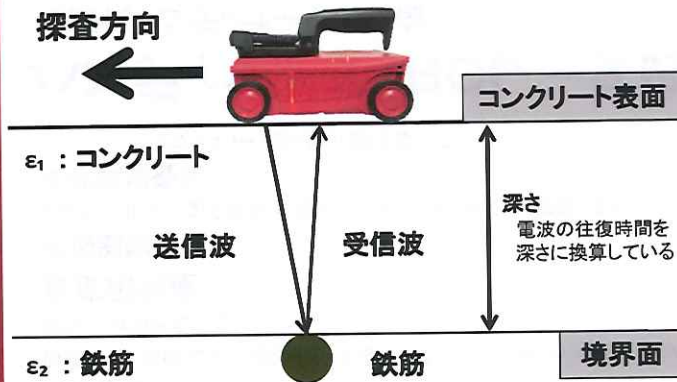 探査方向
コンクリート表面
ε₁：コンクリート
深さ
電波の往復時間を
深さに換算している
送信波
受信波
ε₂：鉄筋
鉄筋
境界面